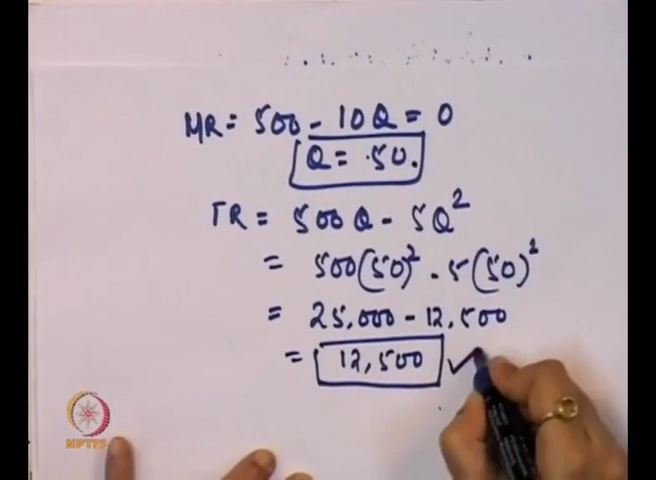 MR = 500 - 10Q = 0
Q = 50.
TR = 500Q - 5Q²
= 500(50)² - 5(50)²
= 25,000 - 12,500
= 12,500 ✓
NPTEL